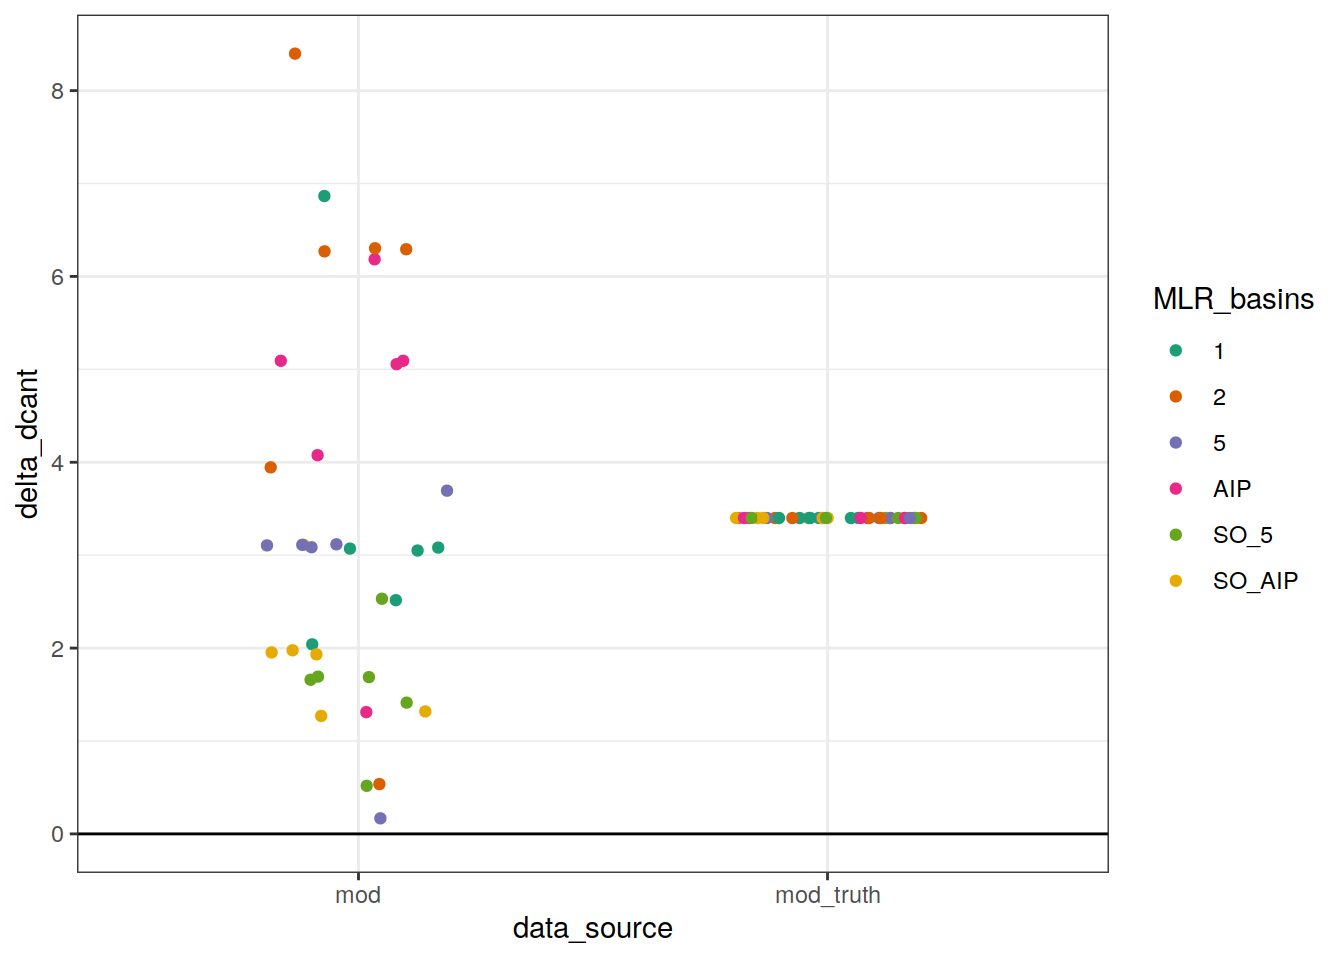 8
6
4
2
0
delta_dcant
mod
mod_truth
data_source
MLR_basins
1
2
5
AIP
SO_5
SO_AIP